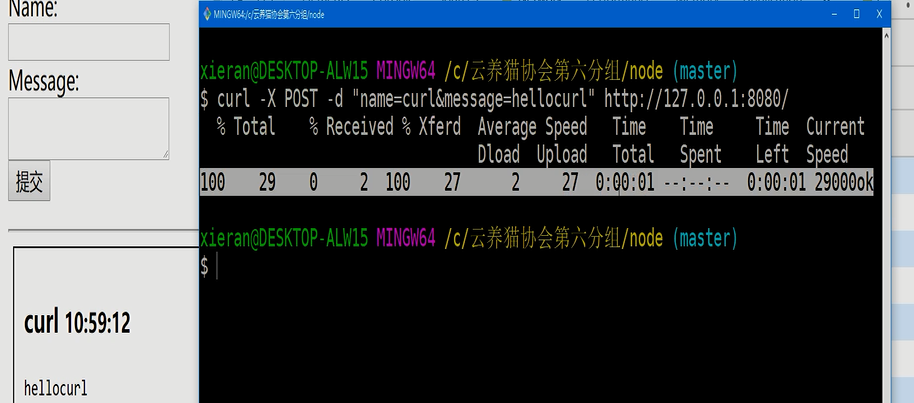 Name:
Message:
提交
curl 10:59:12
hellocurl
MINGW64:/c/云养猫协会第六分组/node
xieran@DESKTOP-ALW15 MINGW64 /c/云养猫协会第六分组/node (master)
$ curl -X POST -d "name=curl&message=hellocurl" http://127.0.0.1:8080/
% Total % Received % Xferd Average Speed Time Time Time Current
Dload Upload Total Spent Left Speed
100 29 0 2 100 27 2 27 0:00:01 --:--:-- 0:00:01 29000ok
xieran@DESKTOP-ALW15 MINGW64 /c/云养猫协会第六分组/node (master)
$